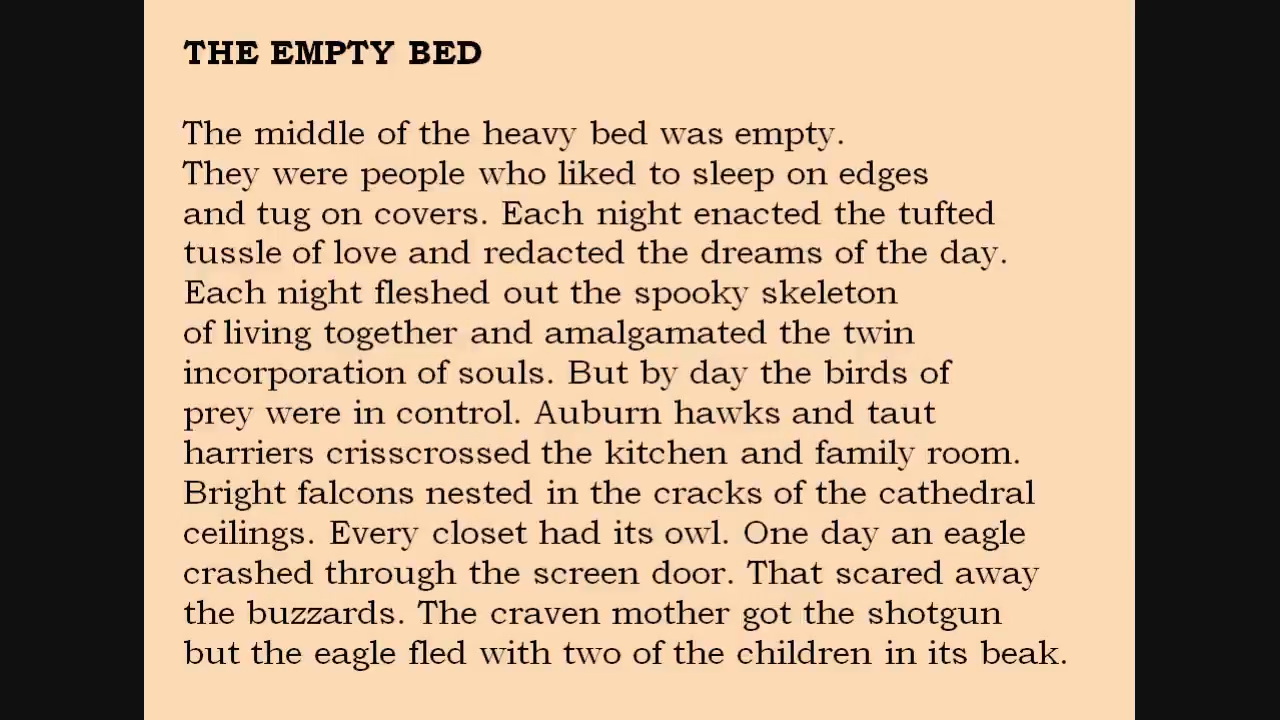 THE EMPTY BED
The middle of the heavy bed was empty.
They were people who liked to sleep on edges
and tug on covers. Each night enacted the tufted
tussle of love and redacted the dreams of the day.
Each night fleshed out the spooky skeleton
of living together and amalgamated the twin
incorporation of souls. But by day the birds of
prey were in control. Auburn hawks and taut
harriers crisscrossed the kitchen and family room.
Bright falcons nested in the cracks of the cathedral
ceilings. Every closet had its owl. One day an eagle
crashed through the screen door. That scared away
the buzzards. The craven mother got the shotgun
but the eagle fled with two of the children in its beak.